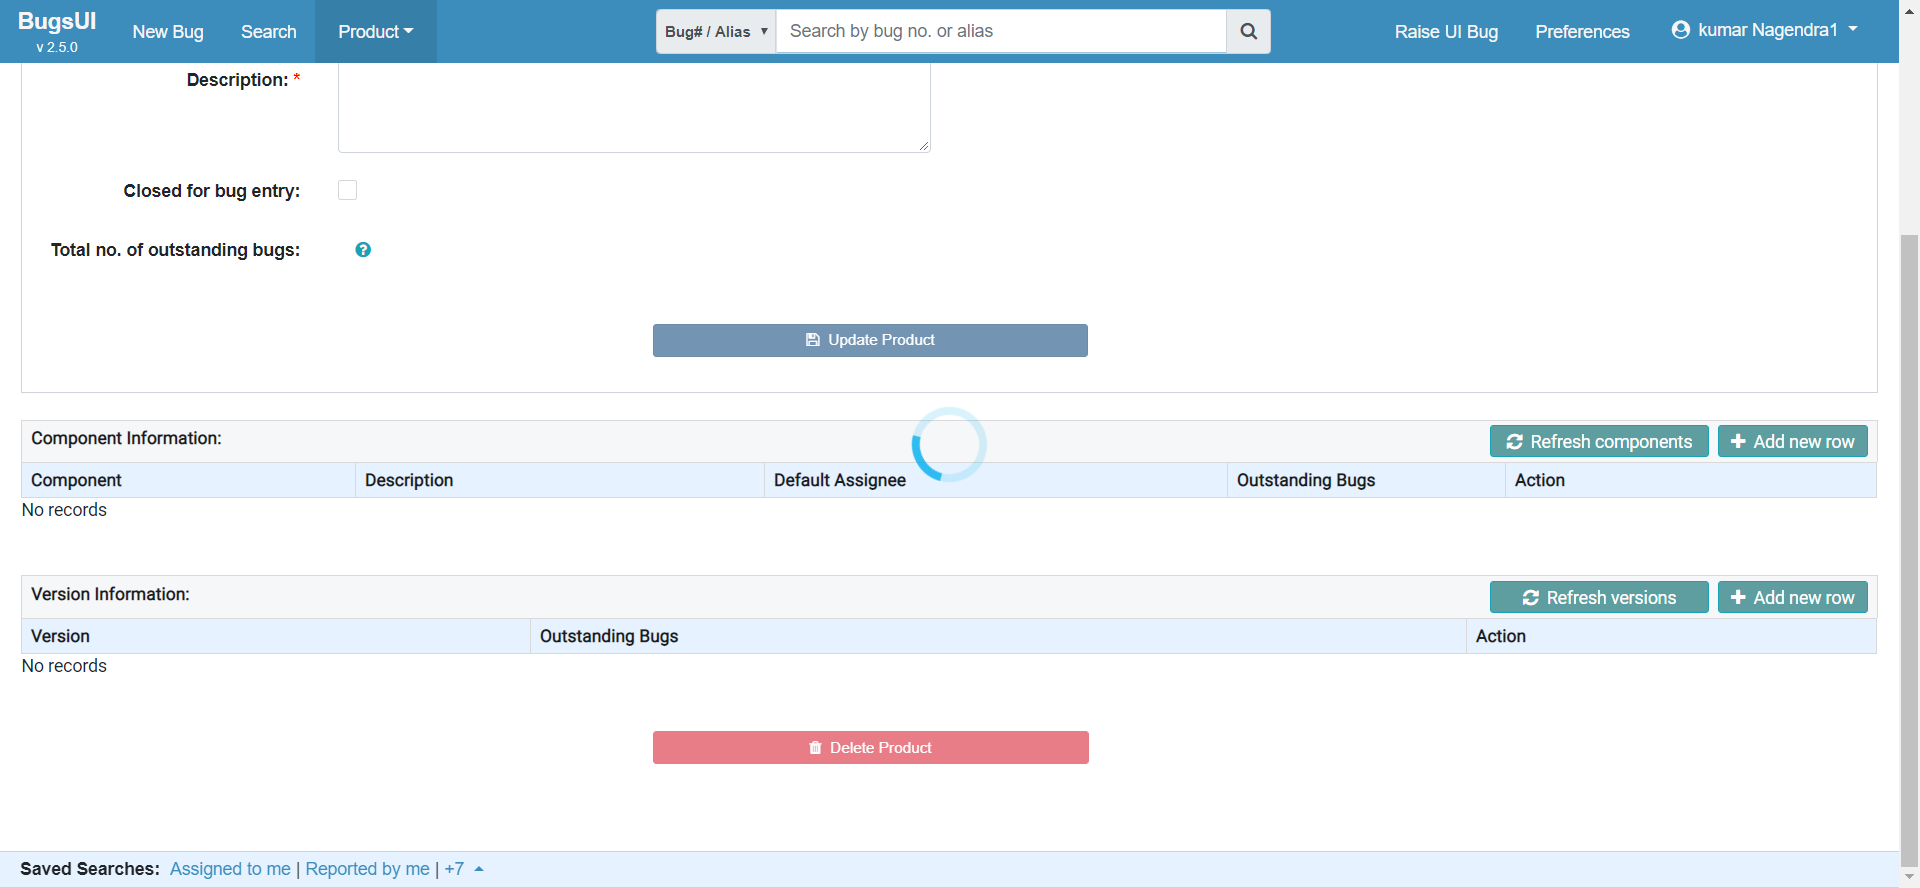 BugsUI
v 2.5.0
New Bug
Search
Product
Bug# / Alias
Search by bug no. or alias
Raise UI Bug
Preferences
kumar Nagendra1
Description: *
Closed for bug entry:
Total no. of outstanding bugs:
Update Product
Component Information:
Refresh components
Add new row
Component
Description
Default Assignee
Outstanding Bugs
Action
No records
Version Information:
Refresh versions
Add new row
Version
Outstanding Bugs
Action
No records
Delete Product
Saved Searches: Assigned to me | Reported by me | +7